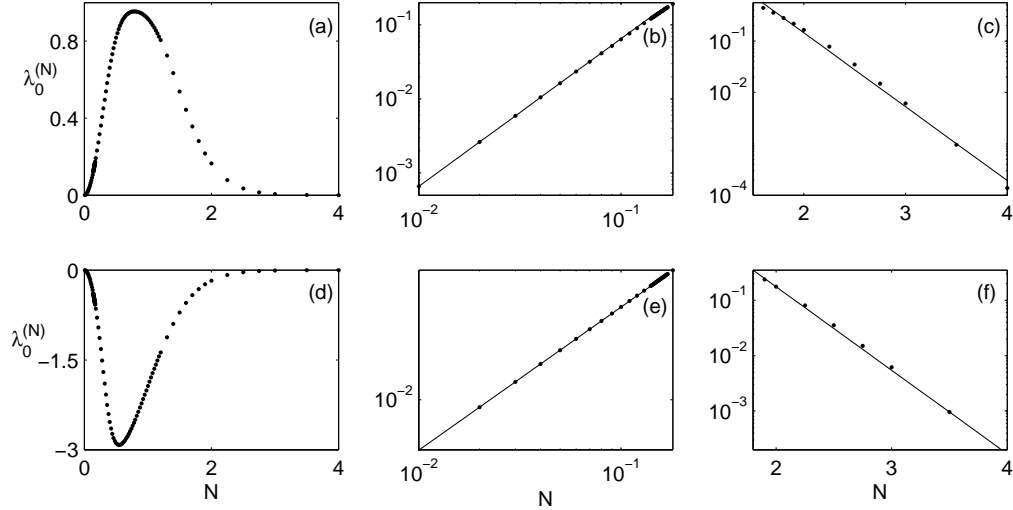 0.8
0.4
0
0 2 4
λ₀⁽ᴺ⁾
(a)
10⁻¹
10⁻²
10⁻³
10⁻² 10⁻¹
(b)
10⁻¹
10⁻²
10⁻³
10⁻⁴
2 3 4
(c)
0
−1.5
−3
0 2 4
λ₀⁽ᴺ⁾
N
(d)
10⁻²
10⁻² 10⁻¹
N
(e)
10⁻¹
10⁻²
10⁻³
2 3 4
N
(f)